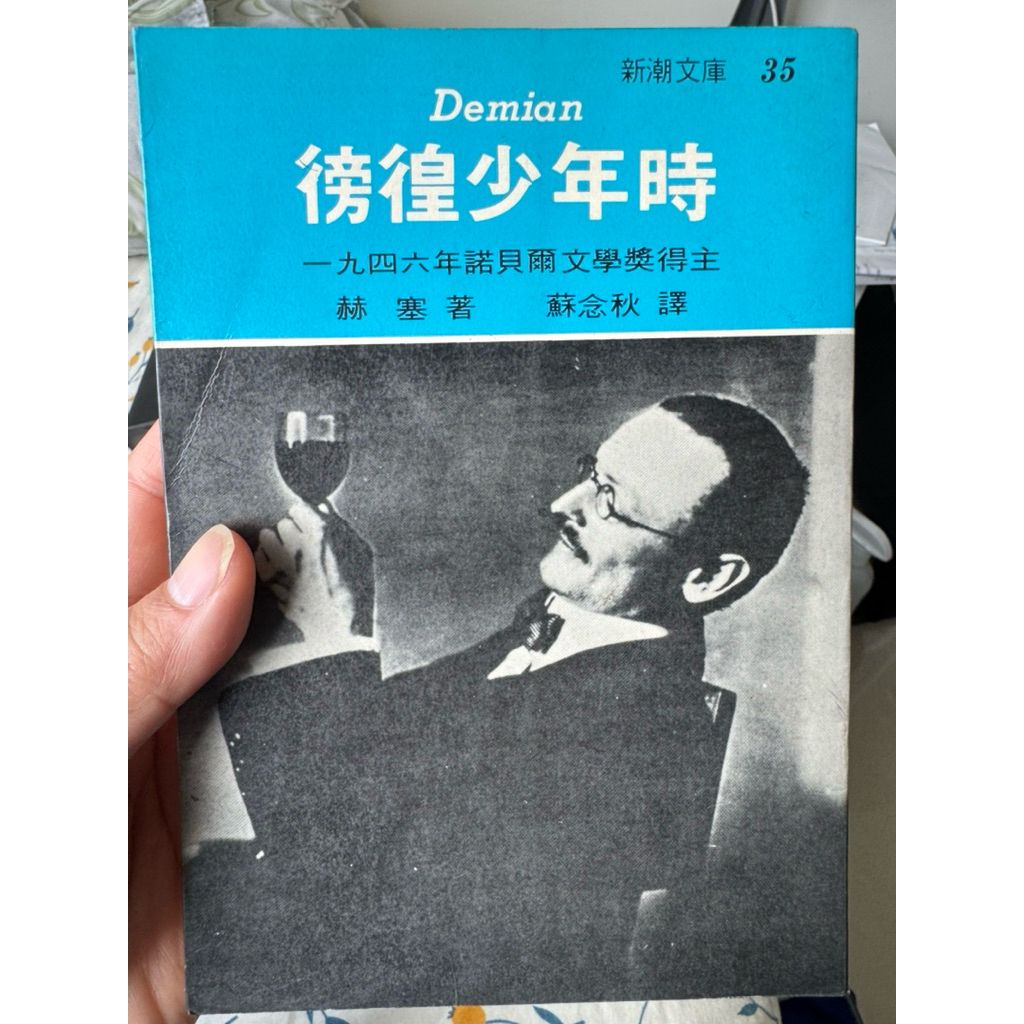 新潮文庫 35
Demian
徬徨少年時
一九四六年諾貝爾文學獎得主
赫塞著 蘇念秋譯